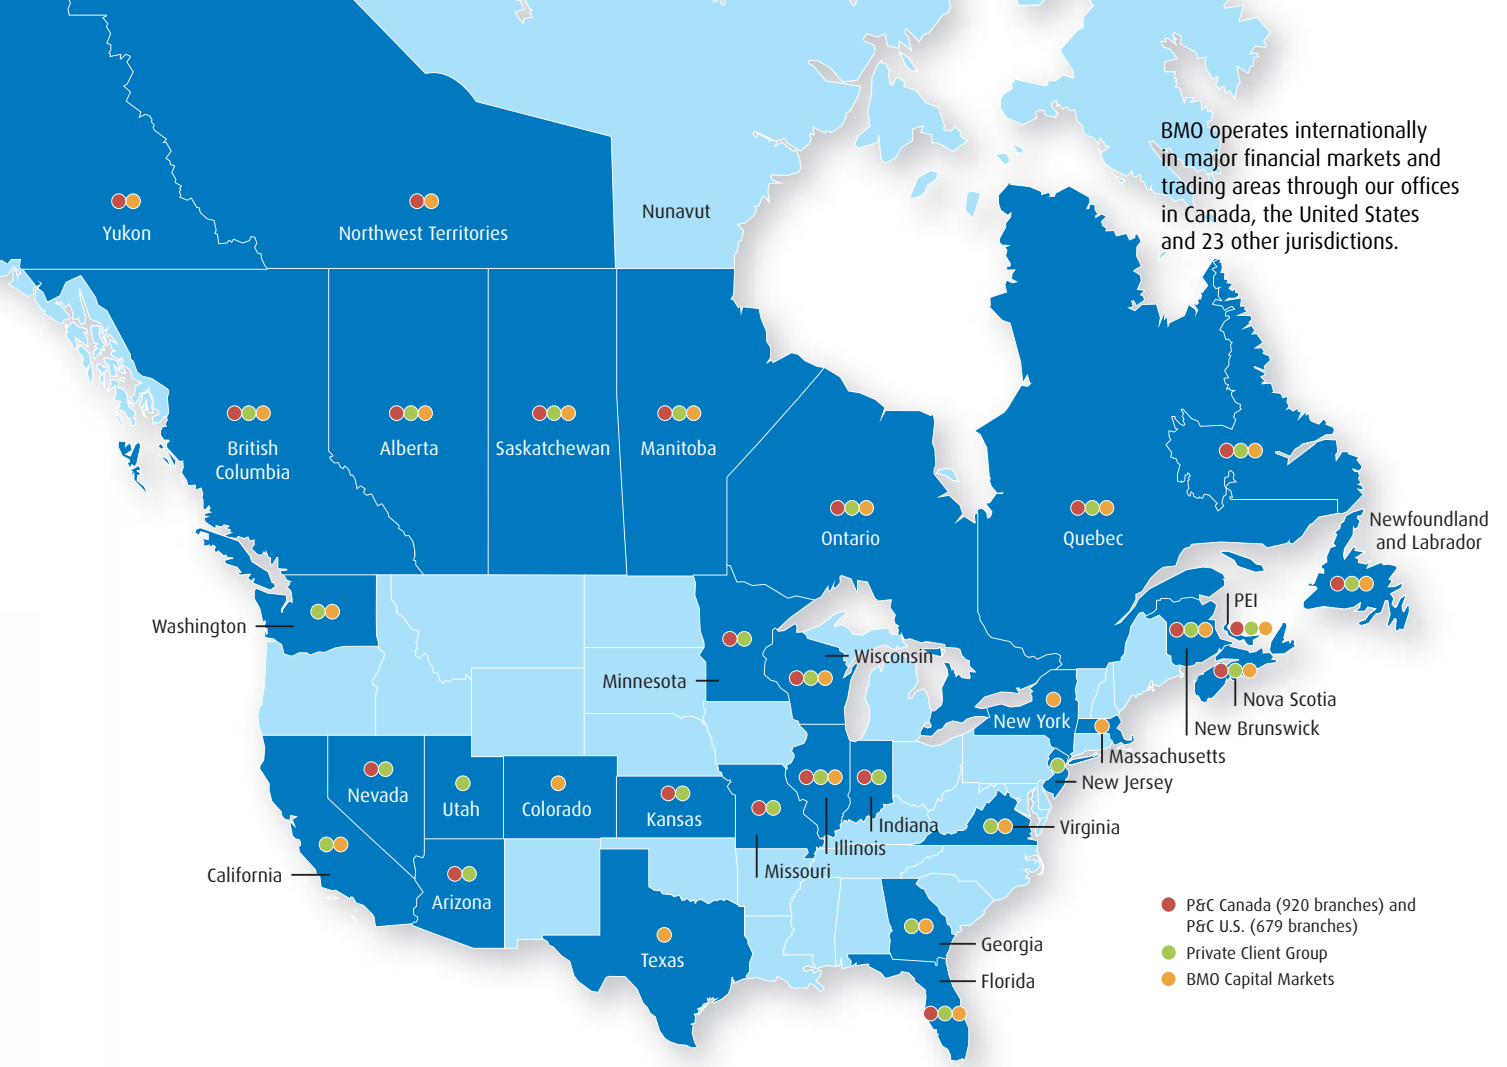 BMO operates internationally
in major financial markets and
trading areas through our offices
in Canada, the United States
and 23 other jurisdictions.
Nunavut
Yukon
Northwest Territories
British
Columbia
Alberta
Saskatchewan
Manitoba
Ontario
Quebec
Newfoundland
and Labrador
PEI
Washington
Wisconsin
Minnesota
Nova Scotia
New York
New Brunswick
Massachusetts
New Jersey
Nevada
Utah
Colorado
Kansas
Indiana
Virginia
Illinois
Missouri
California
Arizona
Texas
Georgia
Florida
P&C Canada (920 branches) and
P&C U.S. (679 branches)
Private Client Group
BMO Capital Markets